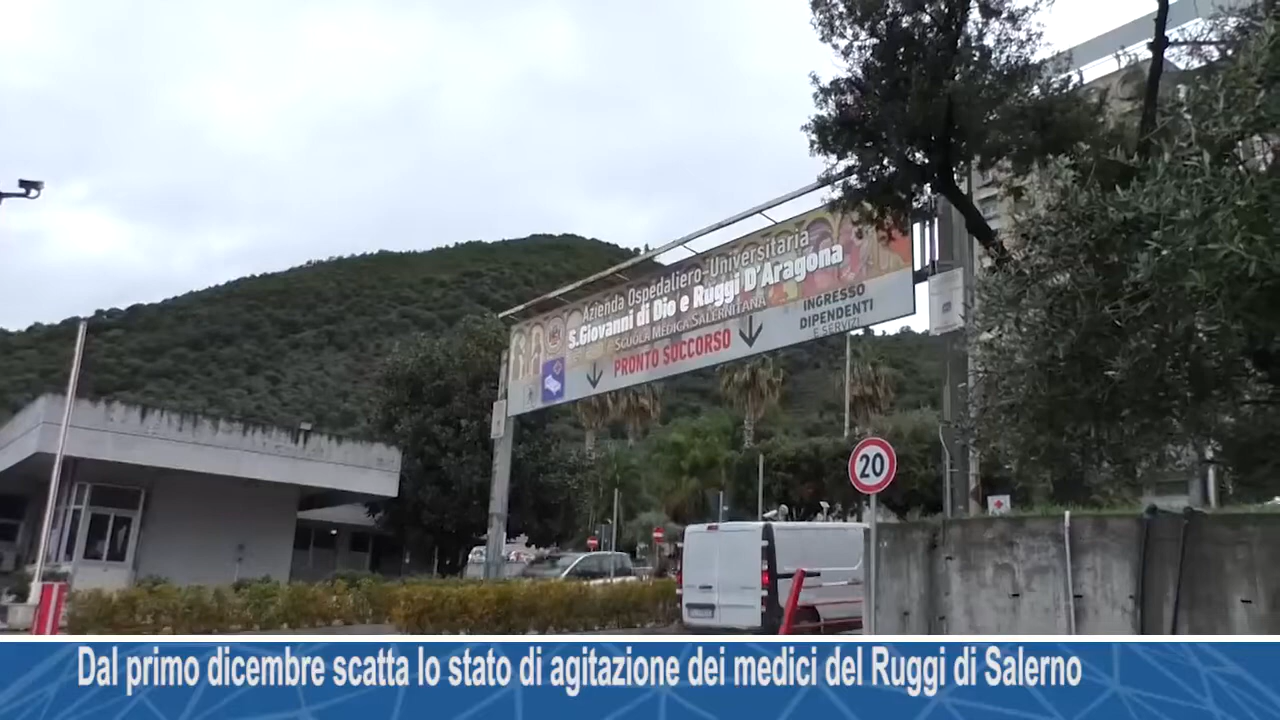 Azienda Ospedaliero-Universitaria
S.Giovanni di Dio e Ruggi D'Aragona
SCUOLA MEDICA SALERNITANA
PRONTO SOCCORSO
INGRESSO
DIPENDENTI
E SERVIZI
20
Dal primo dicembre scatta lo stato di agitazione dei medici del Ruggi di Salerno